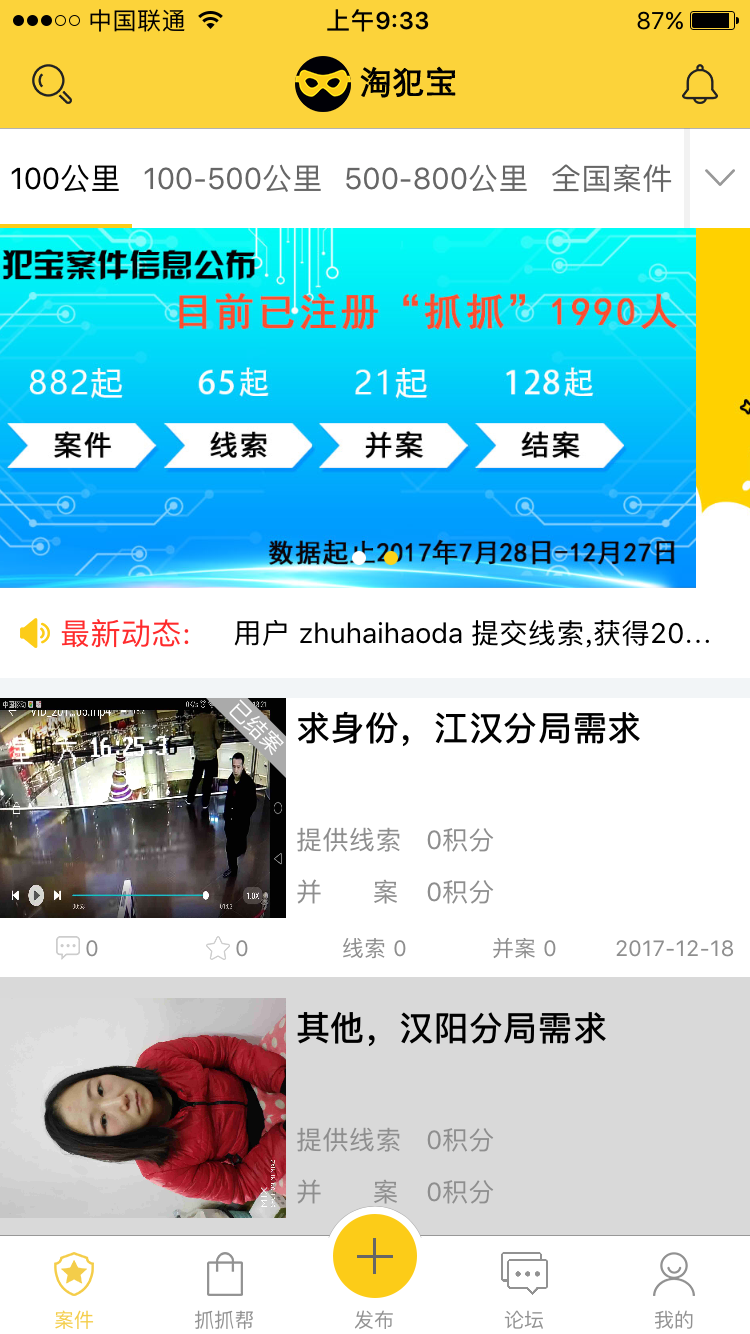 中国联通 上午9:33 87%
淘犯宝
100公里 100-500公里 500-800公里 全国案件
犯宝案件信息公布
目前已注册“抓抓”1990人
882起 65起 21起 128起
案件 线索 并案 结案
数据起止2017年7月28日-12月27日
最新动态: 用户 zhuhaihaoda 提交线索,获得20...
已结案
16:25:3
1.0X
求身份，江汉分局需求
提供线索 0积分
并 案 0积分
0 0 线索 0 并案 0 2017-12-18
其他，汉阳分局需求
提供线索 0积分
并 案 0积分
案件 抓抓帮 发布 论坛 我的